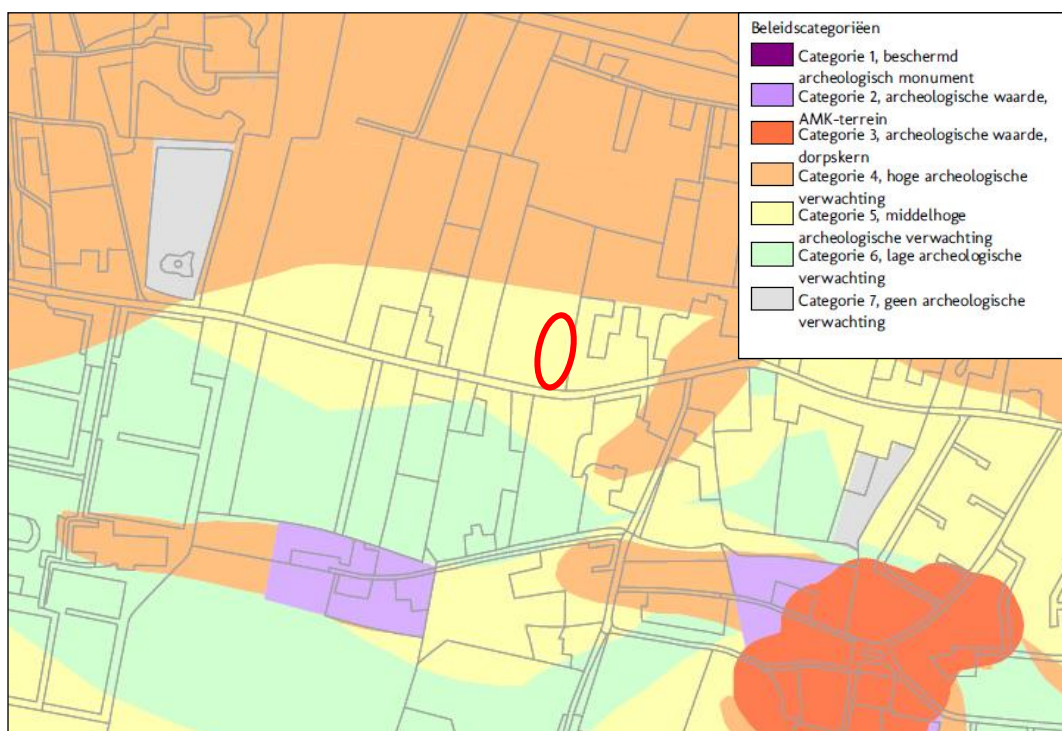 Beleidscategorieën
Categorie 1, beschermd
archeologisch monument
Categorie 2, archeologische waarde,
AMK-terrein
Categorie 3, archeologische waarde,
dorpskern
Categorie 4, hoge archeologische
verwachting
Categorie 5, middelhoge
archeologische verwachting
Categorie 6, lage archeologische
verwachting
Categorie 7, geen archeologische
verwachting